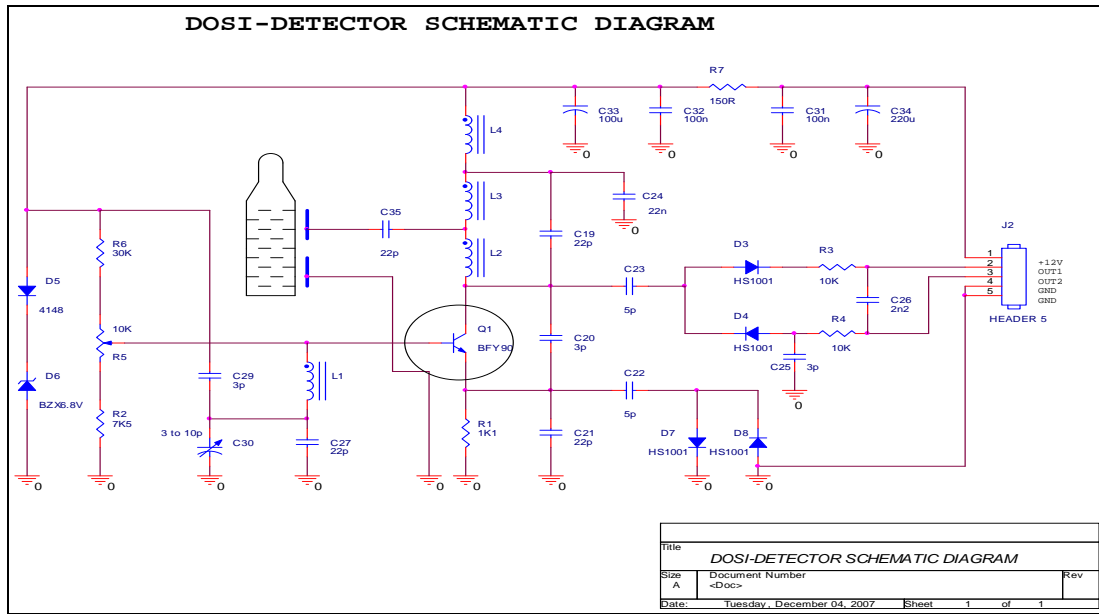 DOSI-DETECTOR SCHEMATIC DIAGRAM
R7
150R
C33
100u
C32
100n
C31
100n
C34
220u
0
0
0
0
L4
L3
L2
C24
22n
0
C35
22p
C19
22p
R6
30K
D5
4148
10K
R5
D6
BZX6.8V
R2
7K5
C29
3p
L1
3 to 10p
C30
C27
22p
Q1
BFY90
C20
3p
R1
1K1
C21
22p
C23
5p
C22
5p
D3
HS1001
R3
10K
D4
HS1001
R4
10K
C25
3p
0
C26
2n2
D7
HS1001
D8
HS1001
J2
1
2
3
4
5
+12V
OUT1
OUT2
GND
GND
HEADER 5
0
0
0
0
0
0
0
0
0
Title
DOSI-DETECTOR SCHEMATIC DIAGRAM
Size
A
Document Number
<Doc>
Rev
Date:
Tuesday, December 04, 2007
Sheet 1 of 1